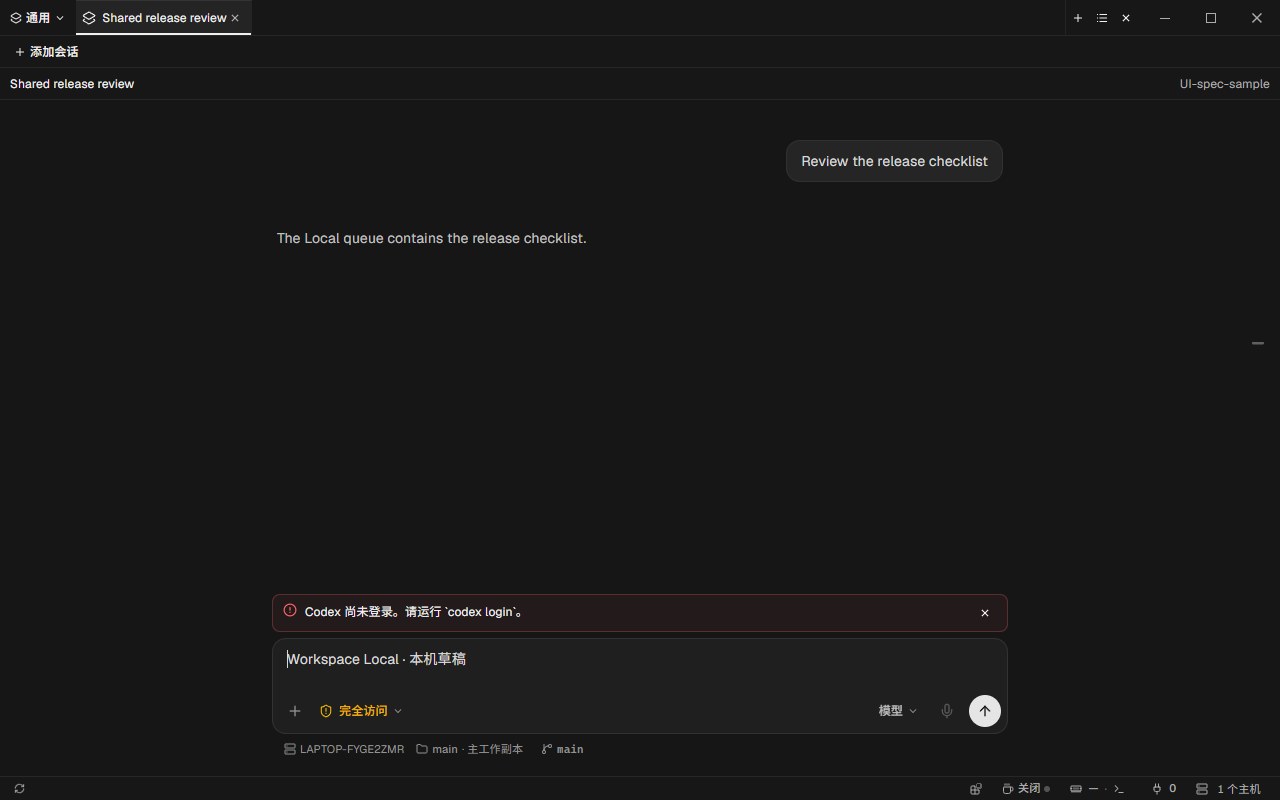 通用
Shared release review
添加会话
Shared release review
UI-spec-sample
Review the release checklist
The Local queue contains the release checklist.
Codex 尚未登录。请运行 `codex login`。
Workspace Local · 本机草稿
完全访问
模型
LAPTOP-FYGE2ZMR
main · 主工作副本
main
关闭
— ·
0
1 个主机